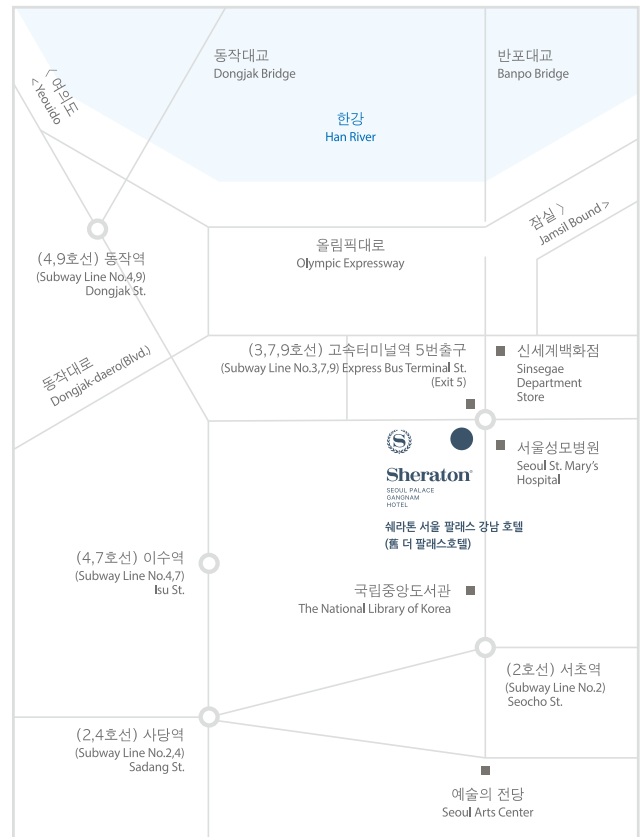 동작대교
Dongjak Bridge
반포대교
Banpo Bridge
< 여의도
<Yeouido
한강
Han River
잠실 >
Jamsil Bound >
(4,9호선) 동작역
(Subway Line No.4,9)
Dongjak St.
올림픽대로
Olympic Expressway
동작대로
Dongjak-daero(Blvd.)
(3,7,9호선) 고속터미널역 5번출구
(Subway Line No.3,7,9) Express Bus Terminal St.
(Exit 5)
신세계백화점
Sinsegae
Department
Store
S
Sheraton
SEOUL PALACE
GANGNAM
HOTEL
쉐라톤 서울 팔래스 강남 호텔
(舊 더 팔래스호텔)
서울성모병원
Seoul St. Mary's
Hospital
(4,7호선) 이수역
(Subway Line No.4,7)
Isu St.
국립중앙도서관
The National Library of Korea
(2호선) 서초역
(Subway Line No.2)
Seocho St.
(2,4호선) 사당역
(Subway Line No.2,4)
Sadang St.
예술의 전당
Seoul Arts Center